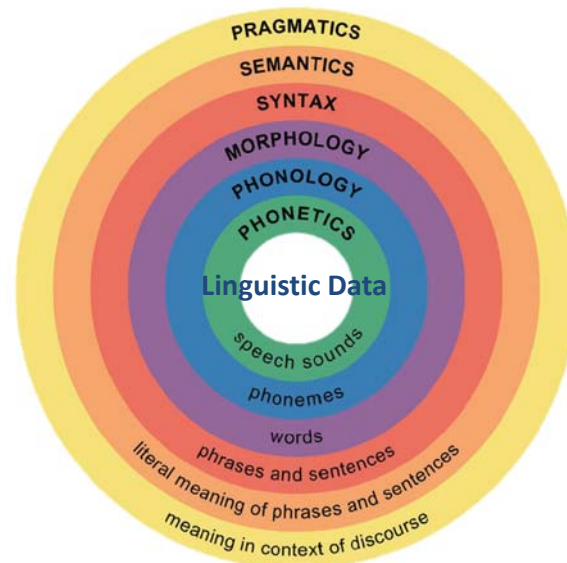 PRAGMATICS
SEMANTICS
SYNTAX
MORPHOLOGY
PHONOLOGY
PHONETICS
Linguistic Data
speech sounds
phonemes
words
phrases and sentences
literal meaning of phrases and sentences
meaning in context of discourse